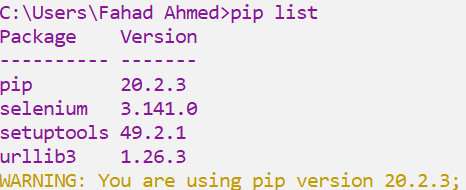 C:\Users\Fahad Ahmed>pip list
Package    Version
---------- -------
pip        20.2.3
selenium   3.141.0
setuptools 49.2.1
urllib3    1.26.3
WARNING: You are using pip version 20.2.3;